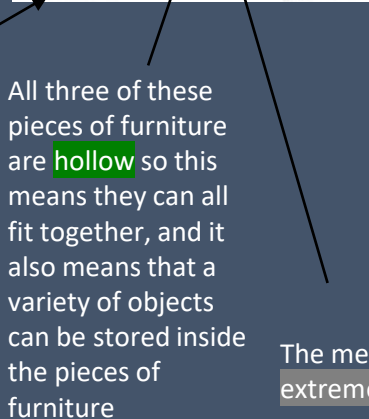 All three of these
pieces of furniture
are hollow so this
means they can all
fit together, and it
also means that a
variety of objects
can be stored inside
the pieces of
furniture
The